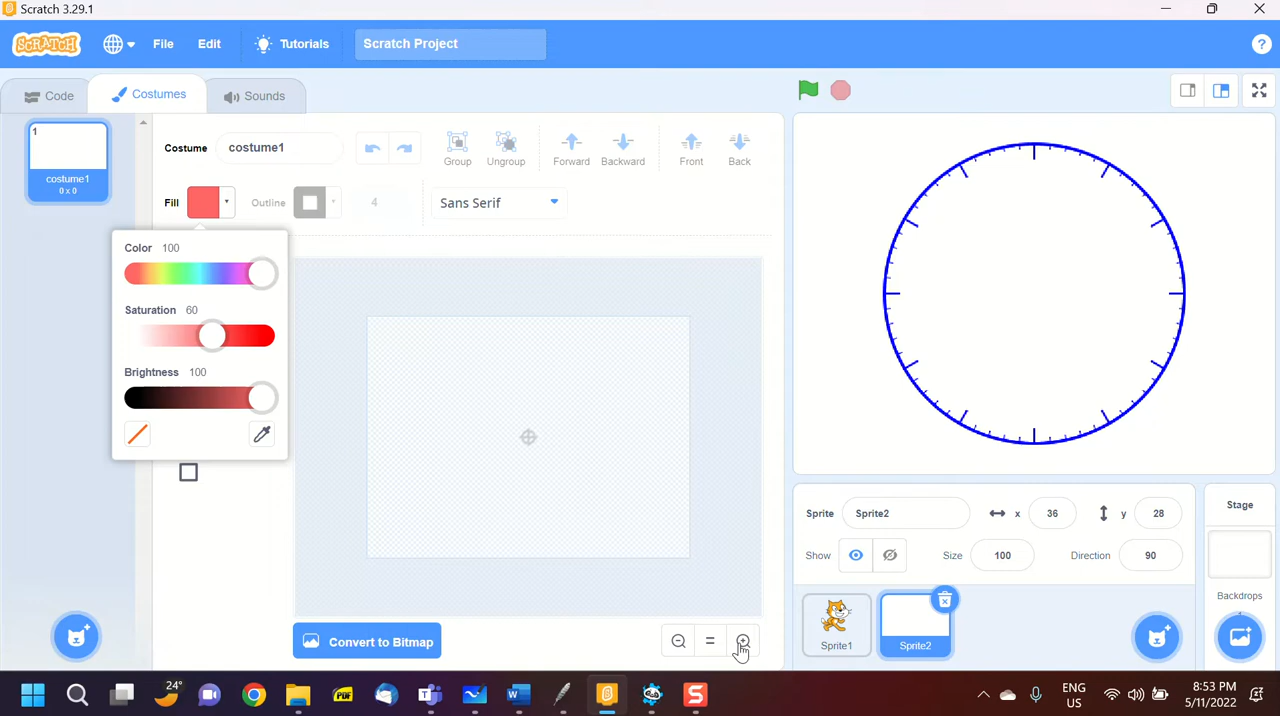 Scratch 3.29.1
SCRATCH
File
Edit
Tutorials
Scratch Project
?
Code
Costumes
Sounds
1
costume1
0 x 0
Costume
costume1
Group
Ungroup
Forward
Backward
Front
Back
Fill
Outline
4
Sans Serif
Color 100
Saturation 60
Brightness 100
Convert to Bitmap
Sprite
Sprite2
x
36
y
28
Show
Size
100
Direction
90
Stage
Backdrops
Sprite1
Sprite2
24°
PDF
S
ENG
US
8:53 PM
5/11/2022